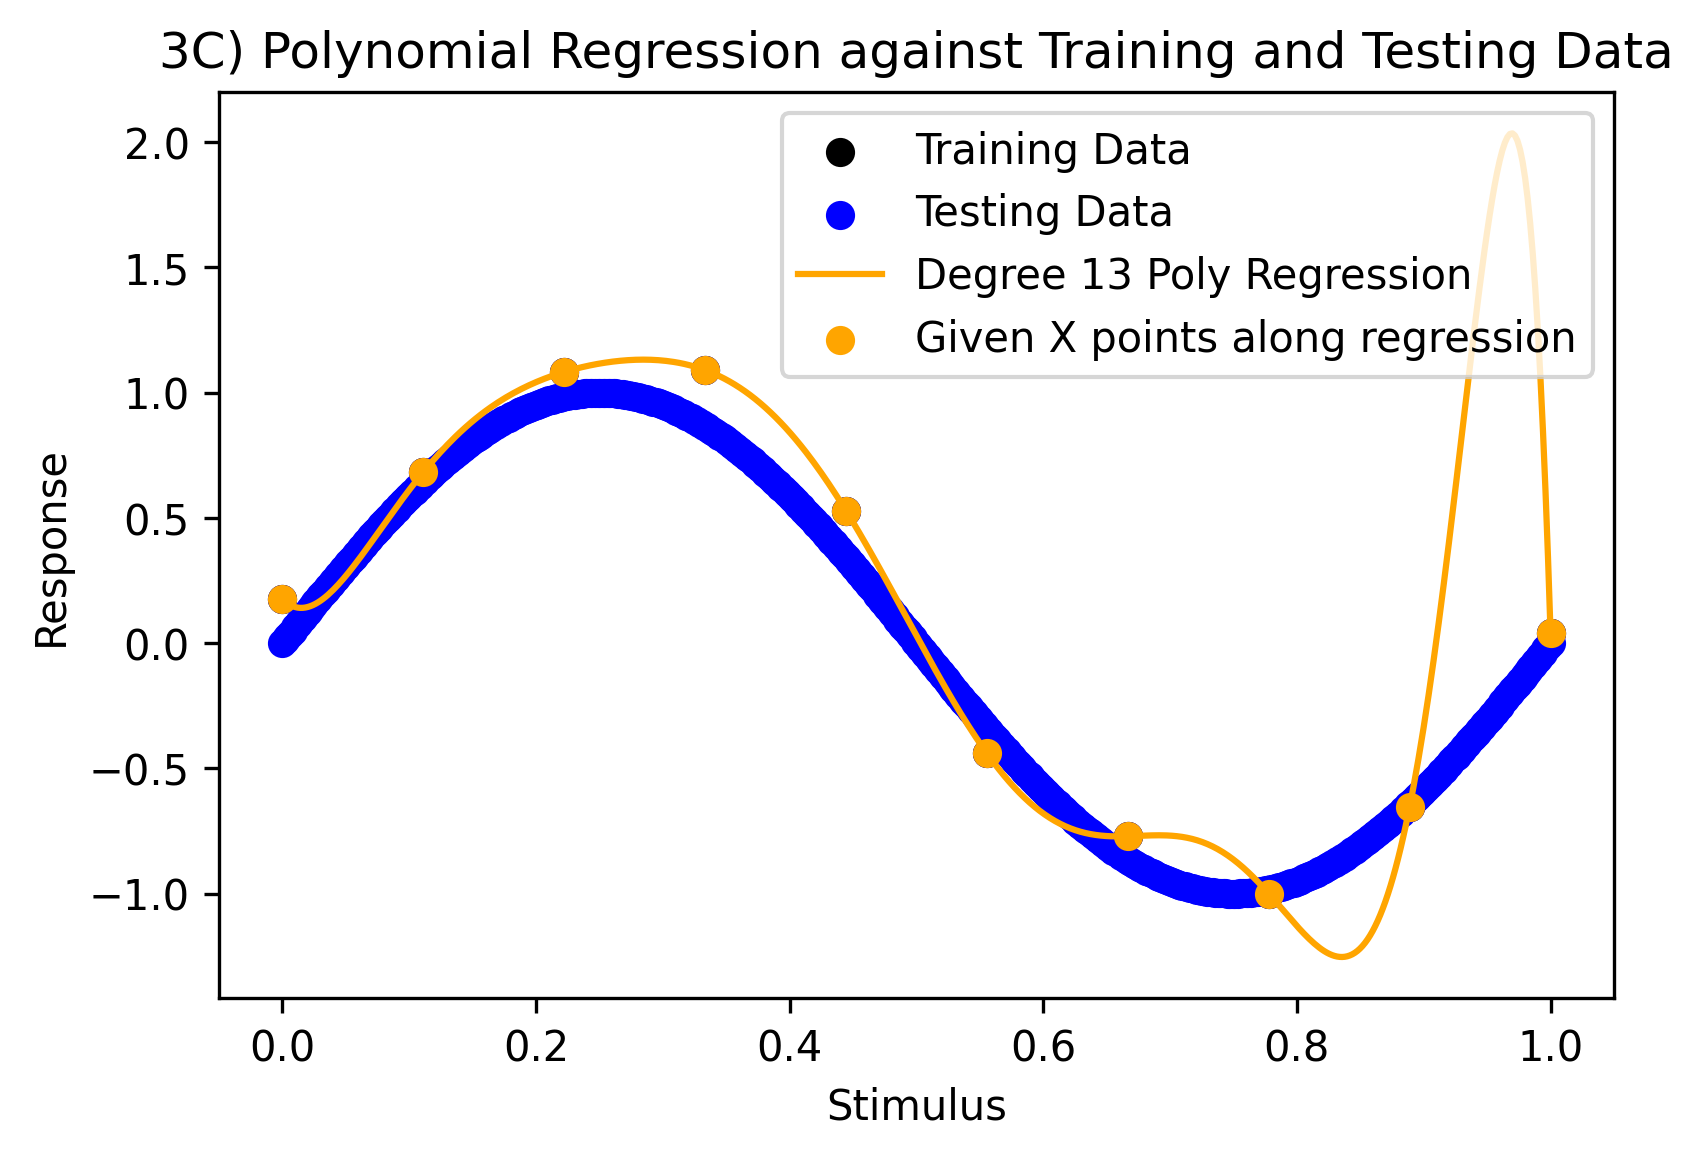 3C) Polynomial Regression against Training and Testing Data
Training Data
Testing Data
Degree 13 Poly Regression
Given X points along regression
Response
2.0
1.5
1.0
0.5
0.0
−0.5
−1.0
0.0 0.2 0.4 0.6 0.8 1.0
Stimulus